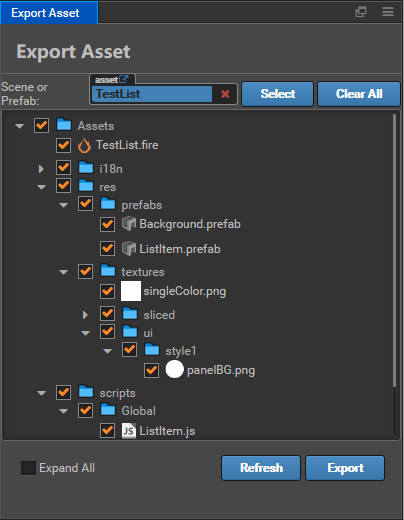 Export Asset
Export Asset
asset
Scene or
Prefab:
TestList
Select
Clear All
Assets
TestList.fire
i18n
res
prefabs
Background.prefab
ListItem.prefab
textures
singleColor.png
sliced
ui
style1
panelBG.png
scripts
Global
JS ListItem.js
Expand All
Refresh
Export